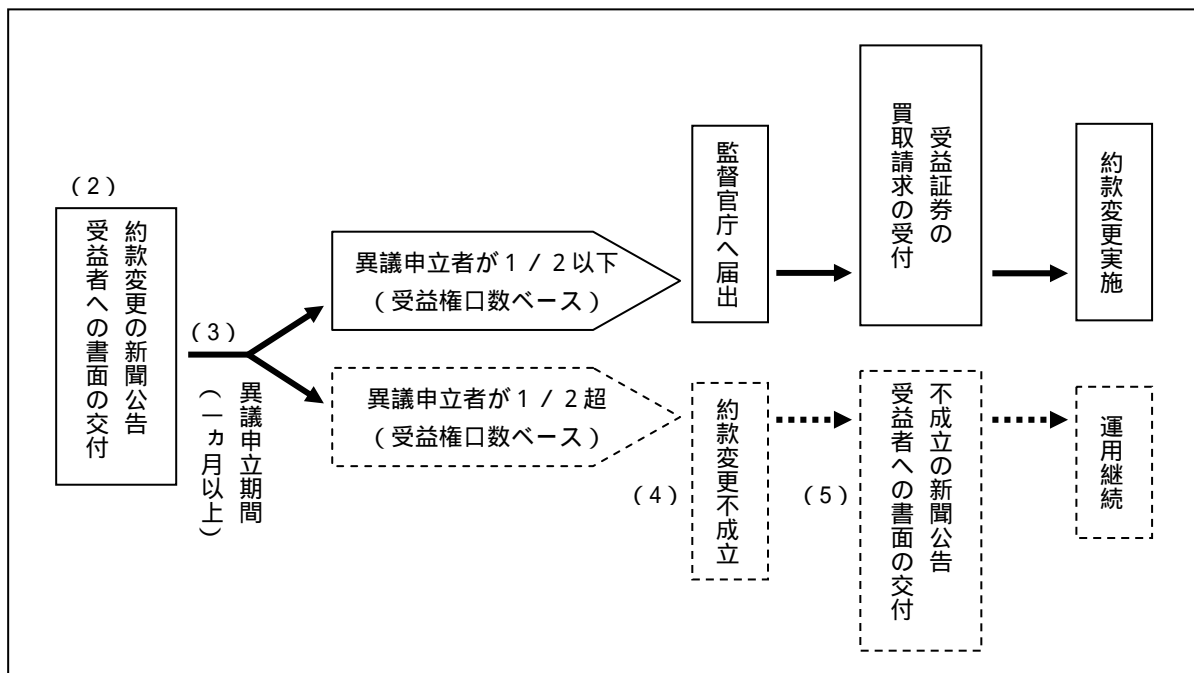 (2)
約款変更の新聞公告
受益者への書面の交付
(3)
異議申立期間
(一ヵ月以上)
異議申立者が1/2以下
(受益権口数ベース)
監督官庁へ届出
受益証券の
買取請求の受付
約款変更実施
異議申立者が1/2超
(受益権口数ベース)
(4)
約款変更不成立
(5)
不成立の新聞公告
受益者への書面の交付
運用継続